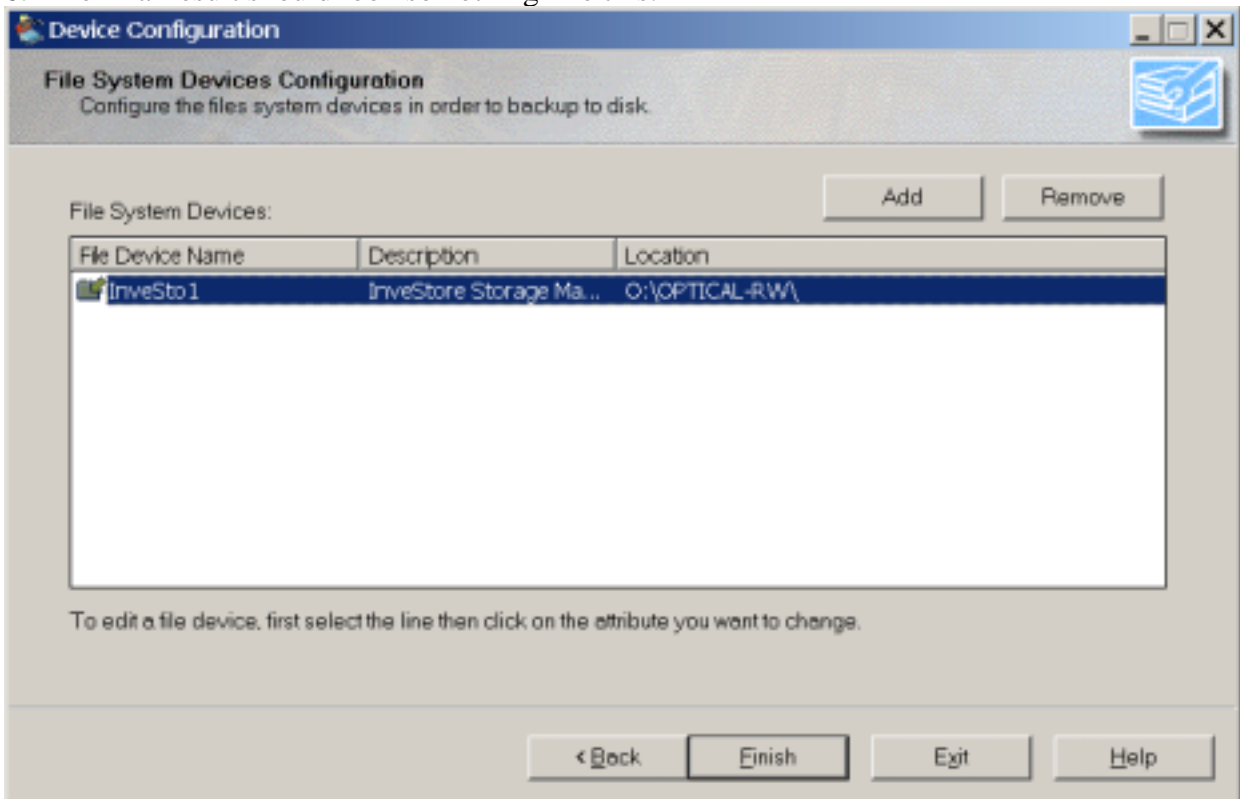 Device Configuration
File System Devices Configuration
Configure the files system devices in order to backup to disk.
Add Remove
File System Devices:
File Device Name Description Location
InveSto1 InveStore Storage Ma... O:\OPTICAL-RW\
To edit a file device, first select the line then click on the attribute you want to change.
< Back Finish Exit Help